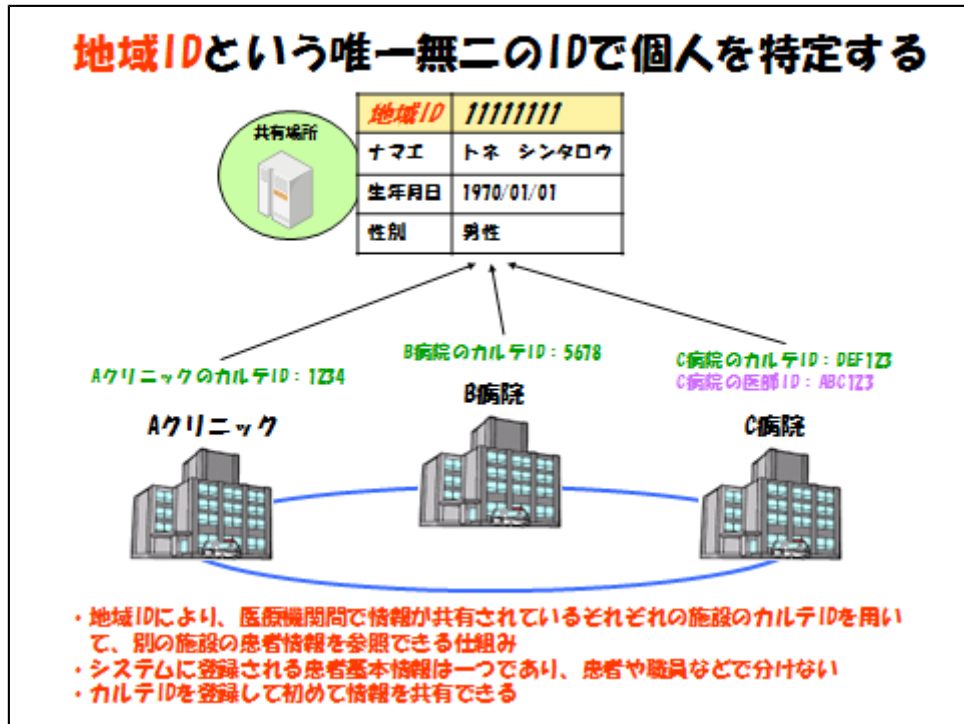 地域IDという唯一無二のIDで個人を特定する
共有場所
地域ID 11111111
ナマエ トネ シンタロウ
生年月日 1970/01/01
性別 男性
Aクリニックのカルテ1D：1234
B病院のカルテID：5678
C病院のカルテID：DEF123
C病院の医師ID：ABC123
Aクリニック
B病院
C病院
・地域IDにより、医療機関間で情報が共有されているそれぞれの施設のカルテIDを用い
て、別の施設の患者情報を参照できる仕組み
・システムに登録される患者基本情報は一つであり、患者や職員などで分けない
・カルテIDを登録して初めて情報を共有できる